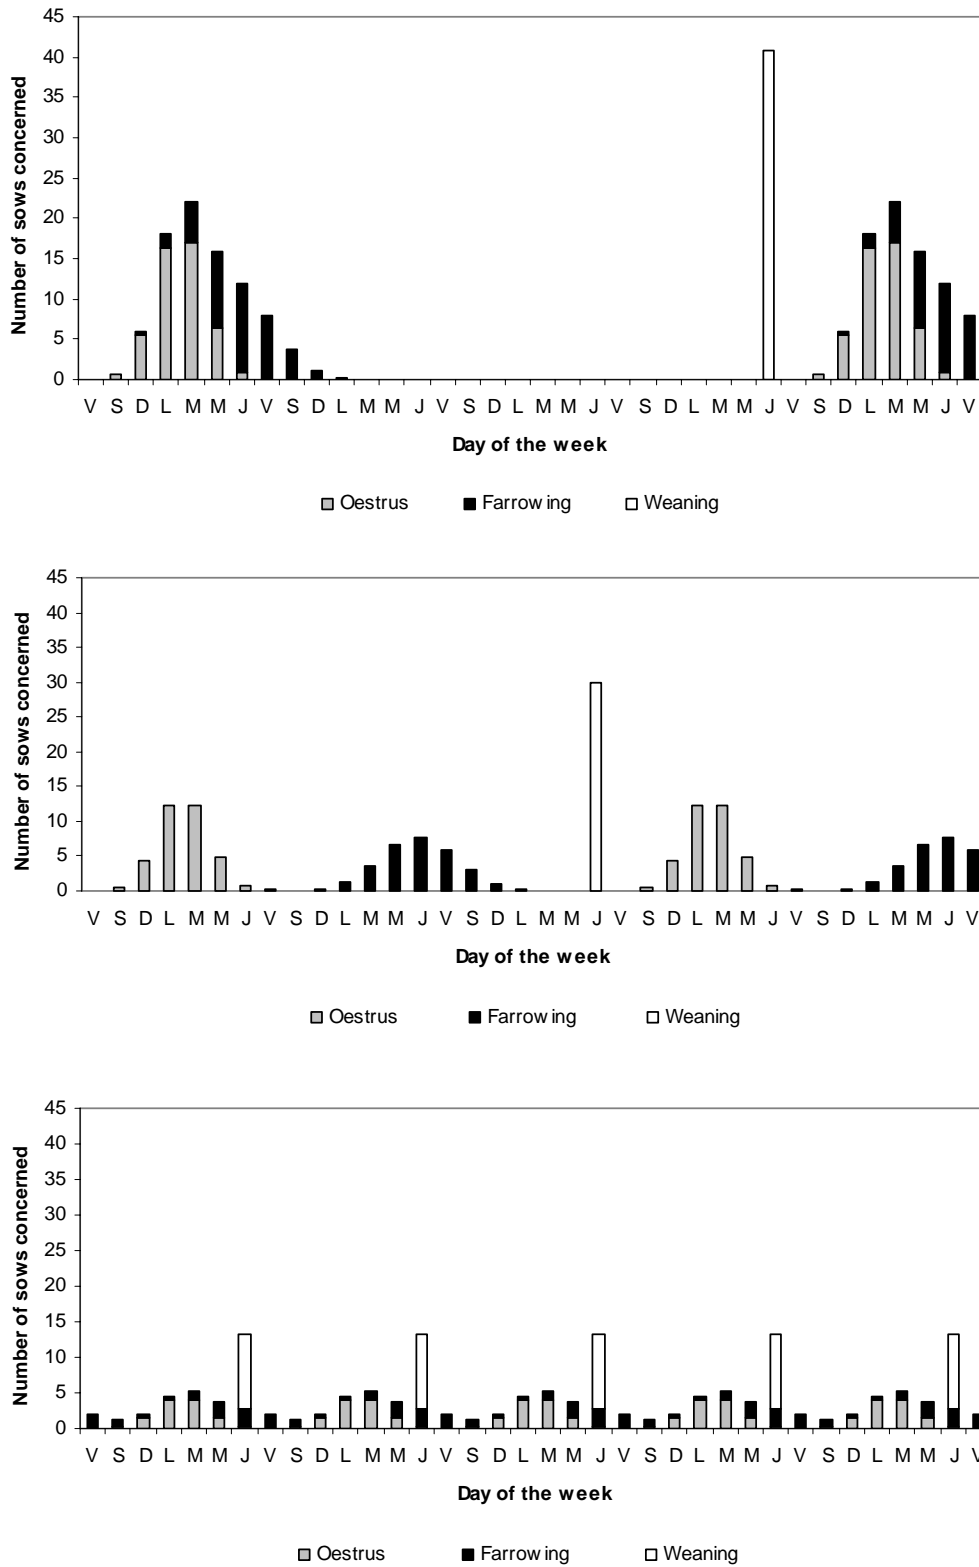 45
40
35
30
25
20
15
10
5
0
Number of sows concerned
V S D L M M J V S D L M M J V S D L M M J V S D L M M J V S D L M M J V
Day of the week
Oestrus Farrowing Weaning
45
40
35
30
25
20
15
10
5
0
Number of sows concerned
V S D L M M J V S D L M M J V S D L M M J V S D L M M J V S D L M M J V
Day of the week
Oestrus Farrowing Weaning
45
40
35
30
25
20
15
10
5
0
Number of sows concerned
V S D L M M J V S D L M M J V S D L M M J V S D L M M J V S D L M M J V
Day of the week
Oestrus Farrowing Weaning